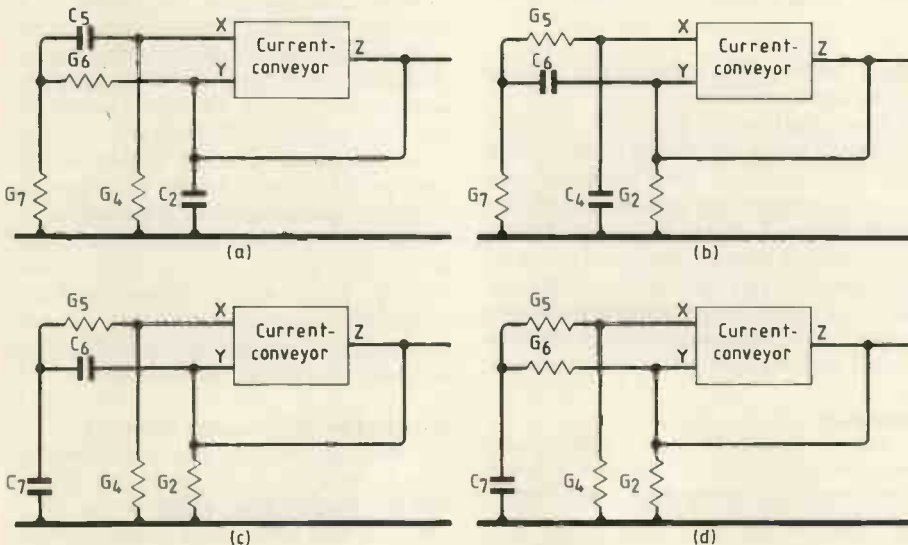 C5
X
Current-
conveyor
Z
G6
Y
G7
G4
C2
(a)
G5
X
Current-
conveyor
Z
C6
Y
G7
C4
G2
(b)
G5
X
Current-
conveyor
Z
C6
Y
C7
G4
G2
(c)
G5
X
Current-
conveyor
Z
G6
Y
C7
G4
G2
(d)